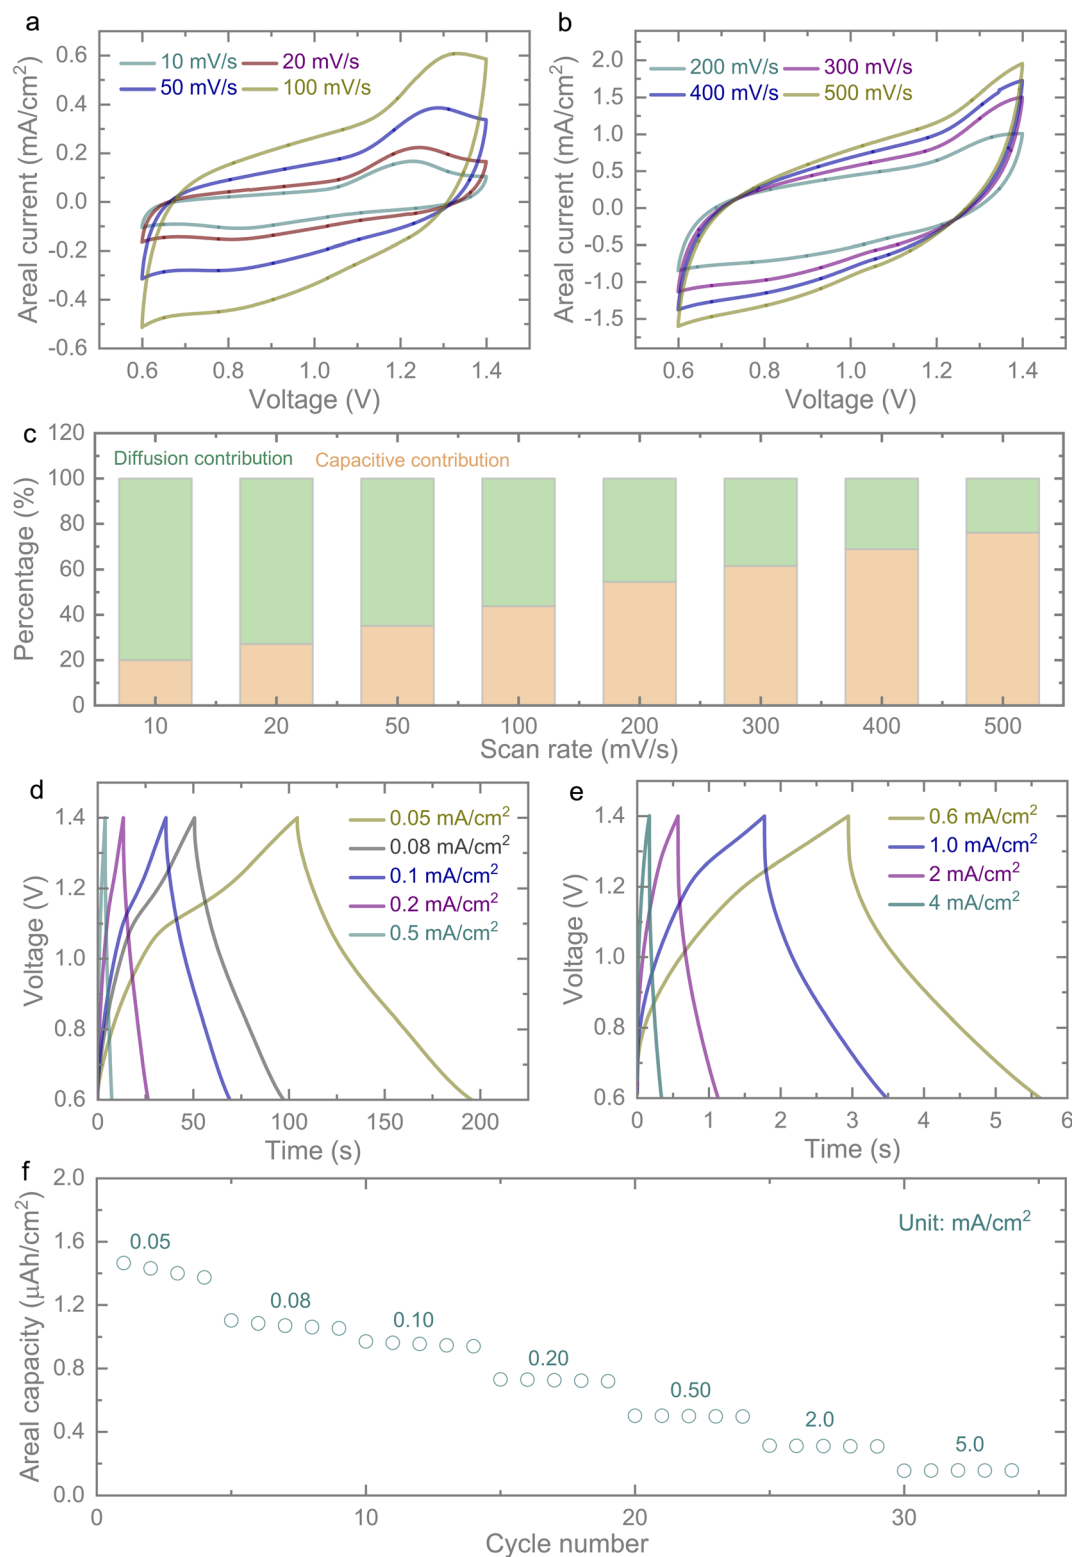 a
10 mV/s 20 mV/s
50 mV/s 100 mV/s
0.6
0.4
0.2
0.0
-0.2
-0.4
-0.6
Areal current (mA/cm²)
0.6 0.8 1.0 1.2 1.4
Voltage (V)
b
200 mV/s 300 mV/s
400 mV/s 500 mV/s
2.0
1.5
1.0
0.5
0.0
-0.5
-1.0
-1.5
Areal current (mA/cm²)
0.6 0.8 1.0 1.2 1.4
Voltage (V)
c
Diffusion contribution Capacitive contribution
120
100
80
60
40
20
0
Percentage (%)
10 20 50 100 200 300 400 500
Scan rate (mV/s)
d
0.05 mA/cm²
0.08 mA/cm²
0.1 mA/cm²
0.2 mA/cm²
0.5 mA/cm²
1.4
1.2
1.0
0.8
0.6
Voltage (V)
0 50 100 150 200
Time (s)
e
0.6 mA/cm²
1.0 mA/cm²
2 mA/cm²
4 mA/cm²
1.4
1.2
1.0
0.8
0.6
Voltage (V)
0 1 2 3 4 5 6
Time (s)
f
Unit: mA/cm²
0.05
0.08
0.10
0.20
0.50
2.0
5.0
2.0
1.6
1.2
0.8
0.4
0.0
Areal capacity (μAh/cm²)
0 10 20 30
Cycle number